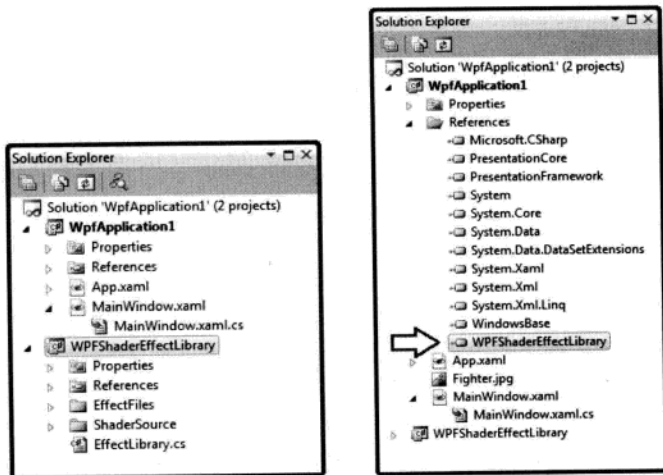 Solution Explorer
Solution 'WpfApplication1' (2 projects)
WpfApplication1
Properties
References
App.xaml
MainWindow.xaml
MainWindow.xaml.cs
WPFShaderEffectLibrary
Properties
References
EffectFiles
ShaderSource
EffectLibrary.cs
Solution Explorer
Solution 'WpfApplication1' (2 projects)
WpfApplication1
Properties
References
Microsoft.CSharp
PresentationCore
PresentationFramework
System
System.Core
System.Data
System.Data.DataSetExtensions
System.Xaml
System.Xml
System.Xml.Linq
WindowsBase
WPFShaderEffectLibrary
App.xaml
Fighter.jpg
MainWindow.xaml
MainWindow.xaml.cs
WPFShaderEffectLibrary